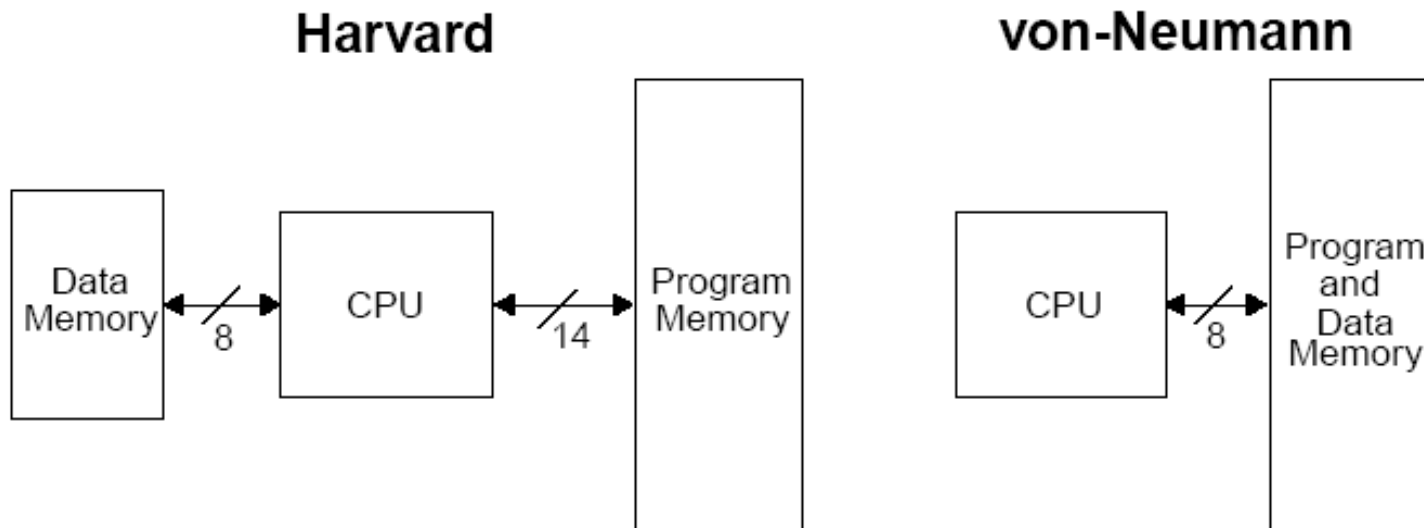 Harvard
von-Neumann
Data
Memory
8
CPU
14
Program
Memory
CPU
8
Program
and
Data
Memory